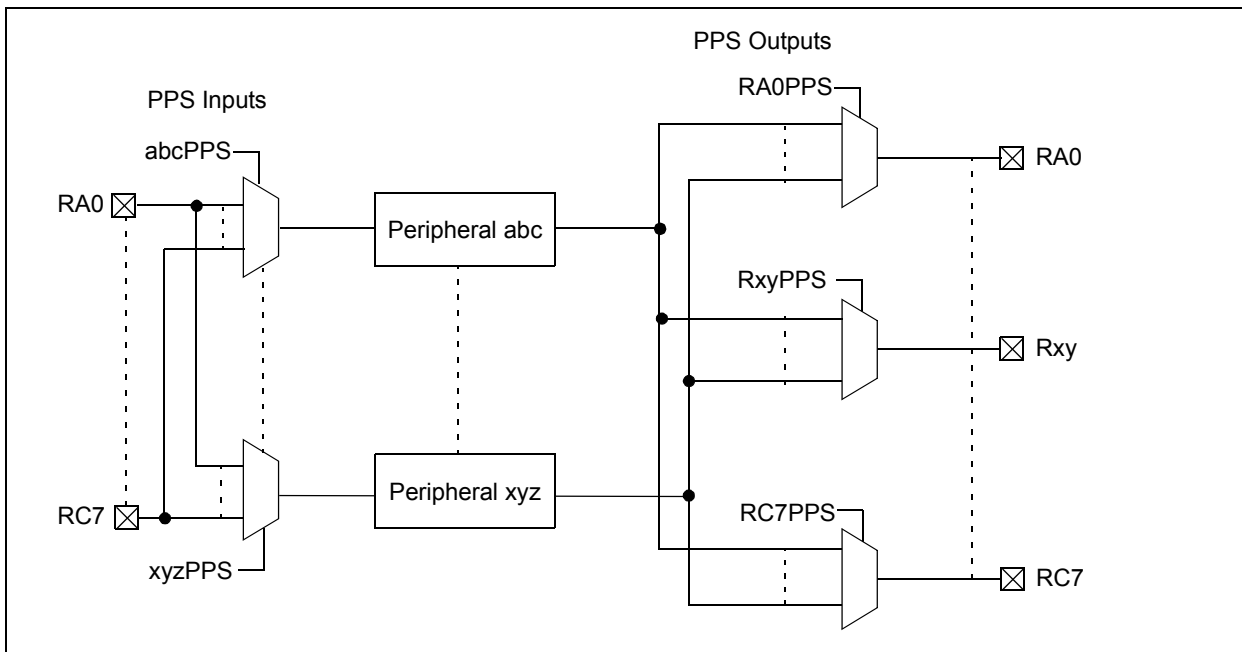 PPS Outputs
RA0PPS
PPS Inputs
abcPPS
RA0
RA0
Peripheral abc
RxyPPS
Rxy
Peripheral xyz
RC7
RC7PPS
xyzPPS
RC7